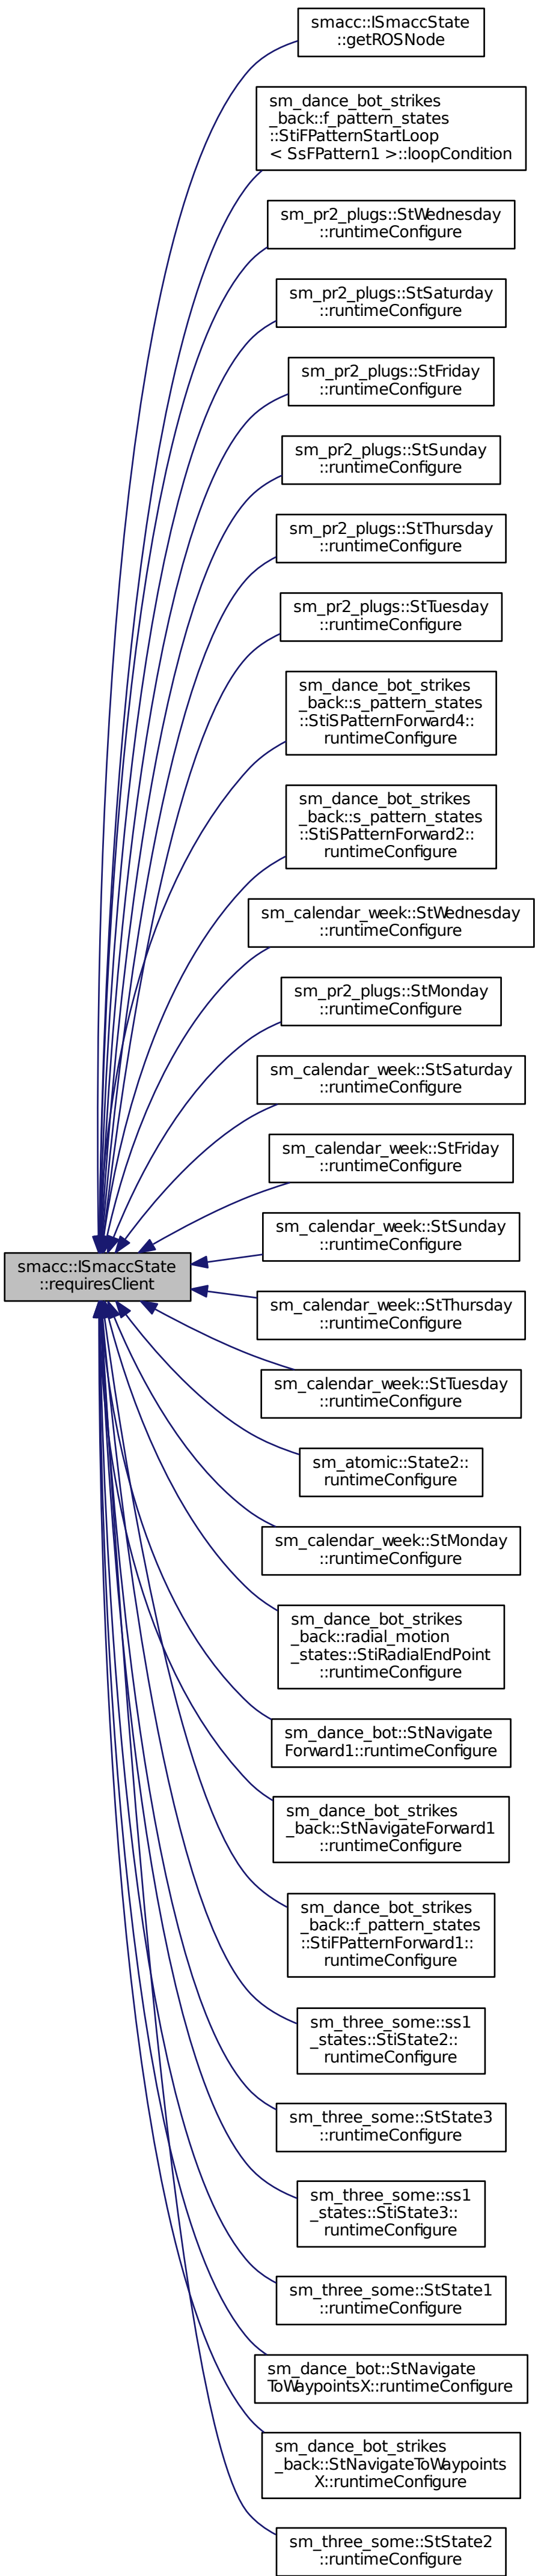 smacc::ISmaccState
::getROSNode
sm_dance_bot_strikes
_back::f_pattern_states
::StiFPatternStartLoop
< SsFPattern1 >::loopCondition
sm_pr2_plugs::StWednesday
::runtimeConfigure
sm_pr2_plugs::StSaturday
::runtimeConfigure
sm_pr2_plugs::StFriday
::runtimeConfigure
sm_pr2_plugs::StSunday
::runtimeConfigure
sm_pr2_plugs::StThursday
::runtimeConfigure
sm_pr2_plugs::StTuesday
::runtimeConfigure
sm_dance_bot_strikes
_back::s_pattern_states
::StiSPatternForward4::
runtimeConfigure
sm_dance_bot_strikes
_back::s_pattern_states
::StiSPatternForward2::
runtimeConfigure
sm_calendar_week::StWednesday
::runtimeConfigure
sm_pr2_plugs::StMonday
::runtimeConfigure
sm_calendar_week::StSaturday
::runtimeConfigure
sm_calendar_week::StFriday
::runtimeConfigure
sm_calendar_week::StSunday
::runtimeConfigure
smacc::ISmaccState
::requiresClient
sm_calendar_week::StThursday
::runtimeConfigure
sm_calendar_week::StTuesday
::runtimeConfigure
sm_atomic::State2::
runtimeConfigure
sm_calendar_week::StMonday
::runtimeConfigure
sm_dance_bot_strikes
_back::radial_motion
_states::StiRadialEndPoint
::runtimeConfigure
sm_dance_bot::StNavigate
Forward1::runtimeConfigure
sm_dance_bot_strikes
_back::StNavigateForward1
::runtimeConfigure
sm_dance_bot_strikes
_back::f_pattern_states
::StiFPatternForward1::
runtimeConfigure
sm_three_some::ss1
_states::StiState2::
runtimeConfigure
sm_three_some::StState3
::runtimeConfigure
sm_three_some::ss1
_states::StiState3::
runtimeConfigure
sm_three_some::StState1
::runtimeConfigure
sm_dance_bot::StNavigate
ToWaypointsX::runtimeConfigure
sm_dance_bot_strikes
_back::StNavigateToWaypoints
X::runtimeConfigure
sm_three_some::StState2
::runtimeConfigure